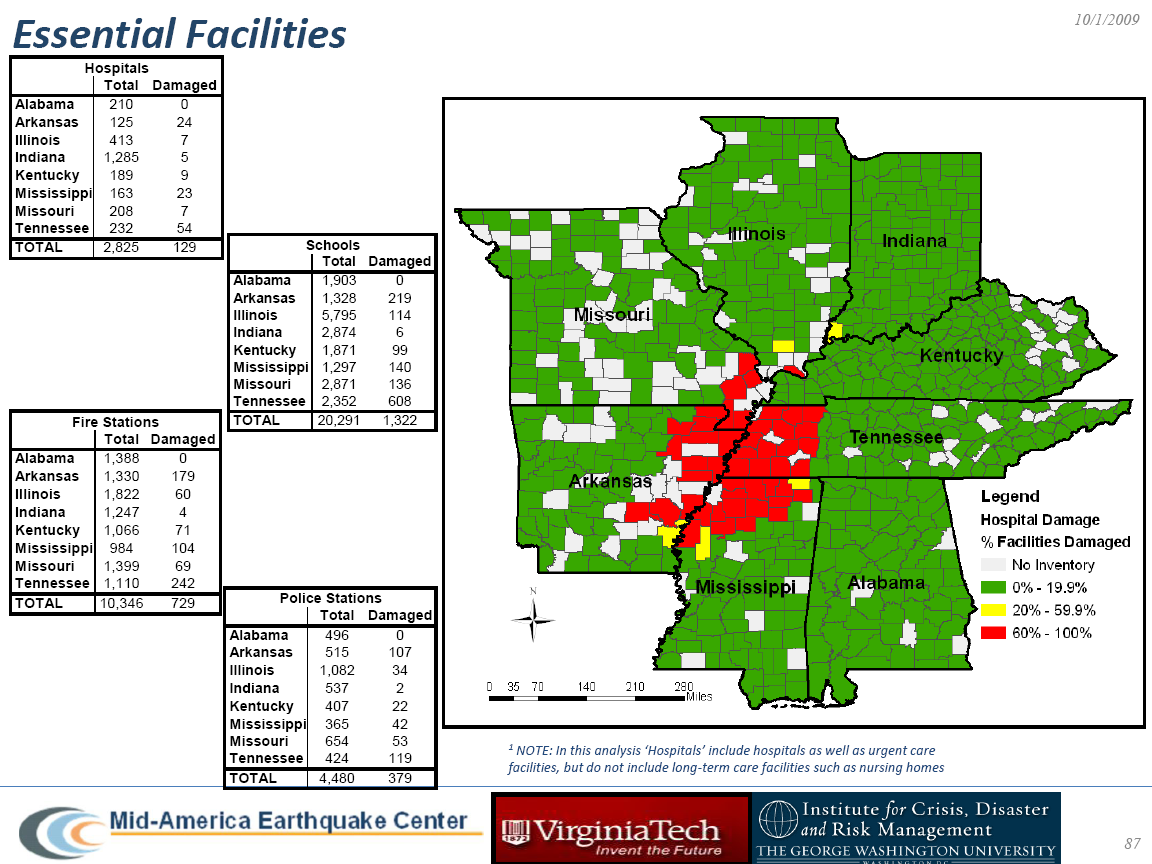 Essential Facilities
10/1/2009
Hospitals
Total Damaged
Alabama 210 0
Arkansas 125 24
Illinois 413 7
Indiana 1,285 5
Kentucky 189 9
Mississippi 163 23
Missouri 208 7
Tennessee 232 54
TOTAL 2,825 129
Schools
Total Damaged
Alabama 1,903 0
Arkansas 1,328 219
Illinois 5,795 114
Indiana 2,874 6
Kentucky 1,871 99
Mississippi 1,297 140
Missouri 2,871 136
Tennessee 2,352 608
TOTAL 20,291 1,322
Fire Stations
Total Damaged
Alabama 1,388 0
Arkansas 1,330 179
Illinois 1,822 60
Indiana 1,247 4
Kentucky 1,066 71
Mississippi 984 104
Missouri 1,399 69
Tennessee 1,110 242
TOTAL 10,346 729
Police Stations
Total Damaged
Alabama 496 0
Arkansas 515 107
Illinois 1,082 34
Indiana 537 2
Kentucky 407 22
Mississippi 365 42
Missouri 654 53
Tennessee 424 119
TOTAL 4,480 379
Illinois
Indiana
Missouri
Kentucky
Tennessee
Arkansas
Mississippi
Alabama
Legend
Hospital Damage
% Facilities Damaged
No Inventory
0% - 19.9%
20% - 59.9%
60% - 100%
N
0 35 70 140 210 280
Miles
1 NOTE: In this analysis ‘Hospitals’ include hospitals as well as urgent care
facilities, but do not include long-term care facilities such as nursing homes
Mid-America Earthquake Center
1872
VirginiaTech
Invent the Future
Institute for Crisis, Disaster
and Risk Management
THE GEORGE WASHINGTON UNIVERSITY
WASHINGTON DC
87